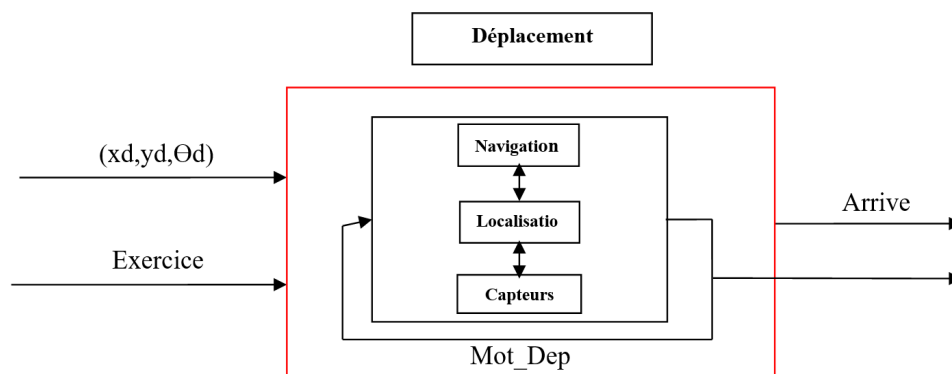 Déplacement
(xd,yd,Θd)
Exercice
Navigation
Localisatio
Capteurs
Mot_Dep
Arrive